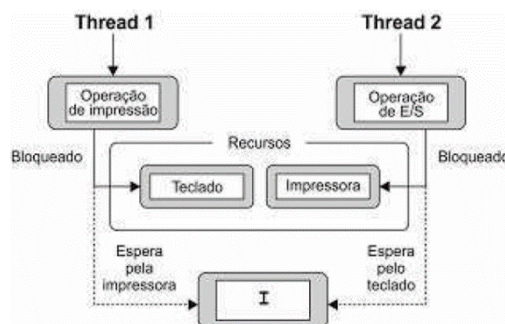 Thread 1
Thread 2
Operação
de impressão
Operação
de E/S
Bloqueado
Recursos
Bloqueado
Teclado
Impressora
Espera
pela
impressora
Espera
pelo
teclado
I